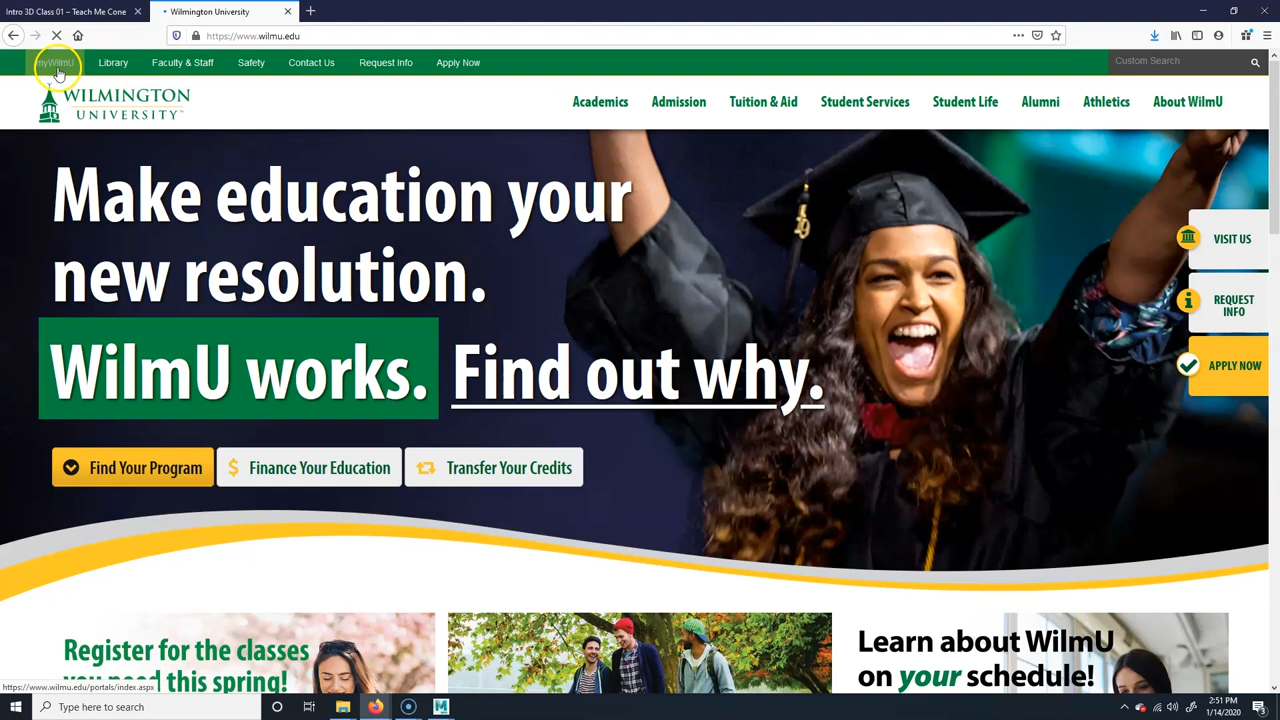 Intro 3D Class 01 – Teach Me Cone
Wilmington University
https://www.wilmu.edu
myWilmU
Library
Faculty & Staff
Safety
Contact Us
Request Info
Apply Now
Custom Search
WILMINGTON
UNIVERSITY
Academics
Admission
Tuition & Aid
Student Services
Student Life
Alumni
Athletics
About WilmU
Make education your
new resolution.
WilmU works. Find out why.
VISIT US
REQUEST
INFO
APPLY NOW
Find Your Program
$ Finance Your Education
Transfer Your Credits
Register for the classes
you need this spring!
Learn about WilmU
on your schedule!
https://www.wilmu.edu/portals/index.aspx
Type here to search
2:51 PM
1/14/2020
3